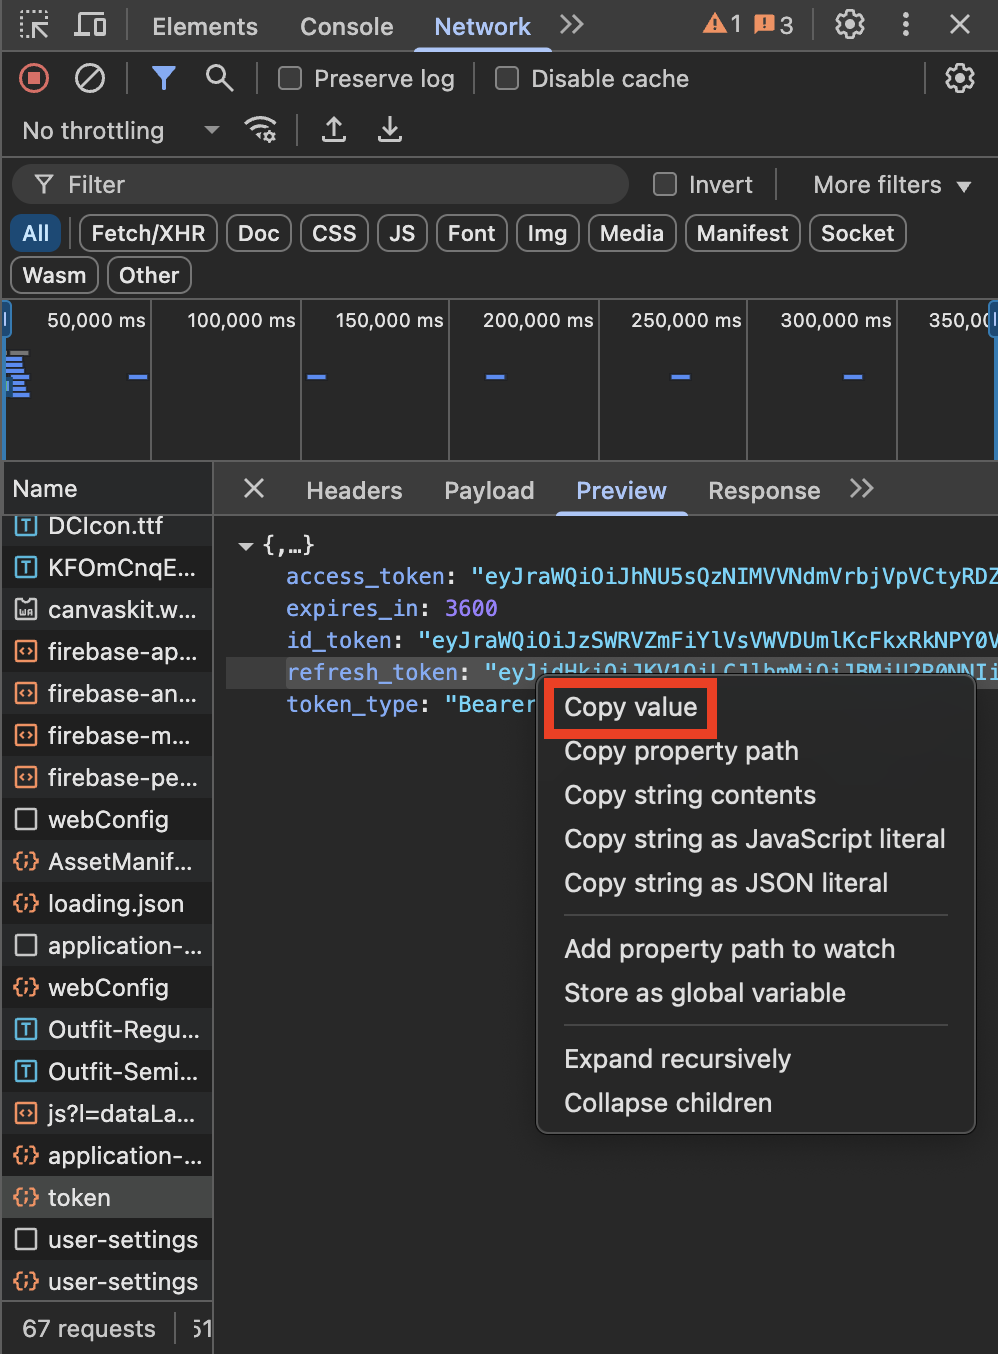 Elements Console Network 1 3
Preserve log Disable cache
No throttling
Filter Invert More filters
All Fetch/XHR Doc CSS JS Font Img Media Manifest Socket
Wasm Other
50,000 ms 100,000 ms 150,000 ms 200,000 ms 250,000 ms 300,000 ms 350,00
Name
Headers Payload Preview Response
DCIcon.ttf
KFOmCnqE...
canvaskit.w...
firebase-ap...
firebase-an...
firebase-m...
firebase-pe...
webConfig
AssetManif...
loading.json
application-...
webConfig
Outfit-Regu...
Outfit-Semi...
js?l=dataLa...
application-...
token
user-settings
user-settings
67 requests 51
{,…}
access_token: "eyJraWQiOiJhNU5sQzNIMVVNdmVrbjVpVCtyRDZ
expires_in: 3600
id_token: "eyJraWQiOiJzSWRVZmFiYlVsVWVDUmlKcFkxRkNPY0V
refresh_token:
token_type: "Bearer
Copy value
Copy property path
Copy string contents
Copy string as JavaScript literal
Copy string as JSON literal
Add property path to watch
Store as global variable
Expand recursively
Collapse children